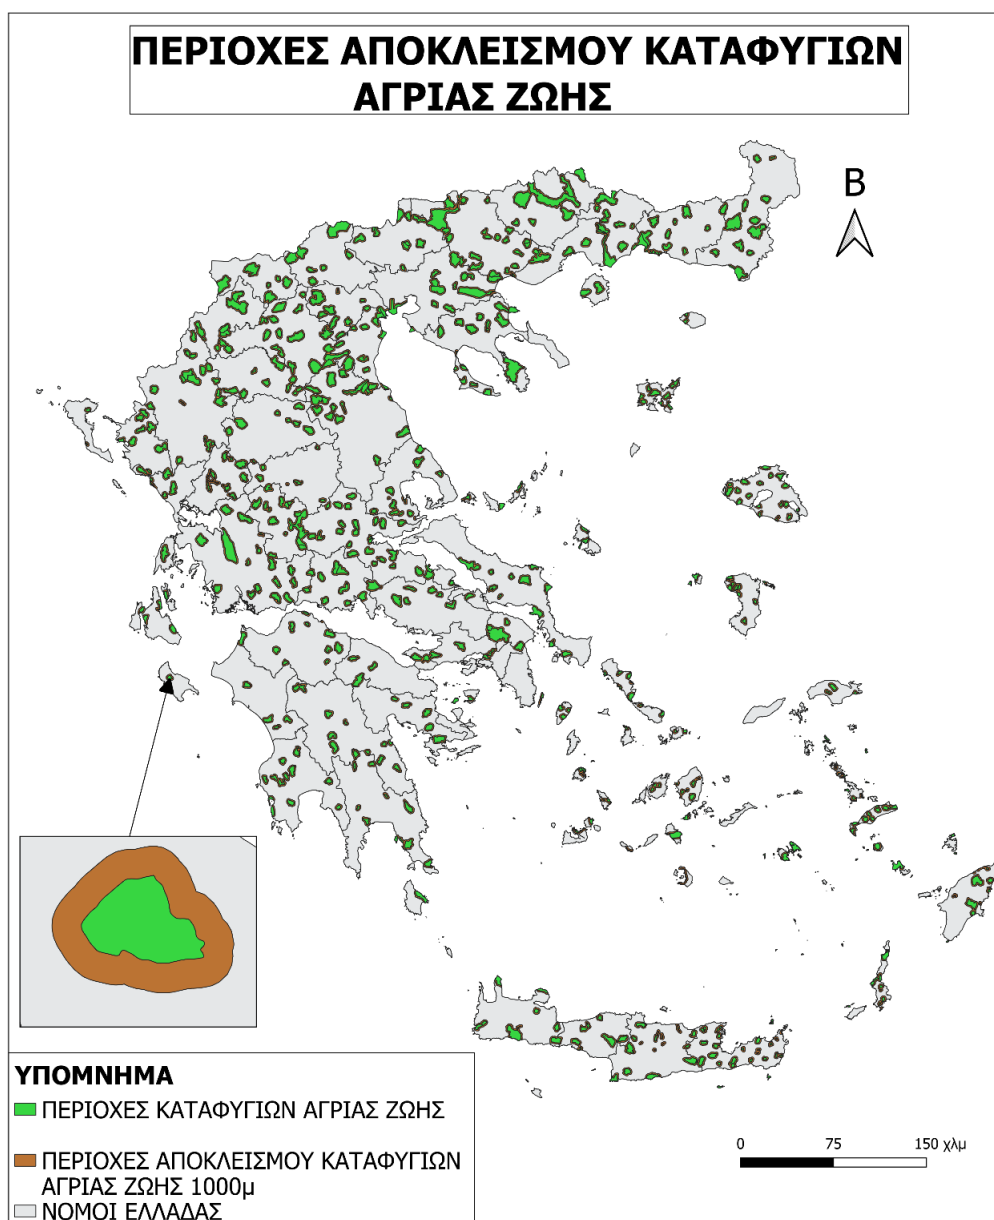 ΠΕΡΙΟΧΕΣ ΑΠΟΚΛΕΙΣΜΟΥ ΚΑΤΑΦΥΓΙΩΝ
ΑΓΡΙΑΣ ΖΩΗΣ
Β
ΥΠΟΜΝΗΜΑ
ΠΕΡΙΟΧΕΣ ΚΑΤΑΦΥΓΙΩΝ ΑΓΡΙΑΣ ΖΩΗΣ
ΠΕΡΙΟΧΕΣ ΑΠΟΚΛΕΙΣΜΟΥ ΚΑΤΑΦΥΓΙΩΝ
ΑΓΡΙΑΣ ΖΩΗΣ 1000μ
ΝΟΜΟΙ ΕΛΛΑΔΑΣ
0 75 150 χλμ